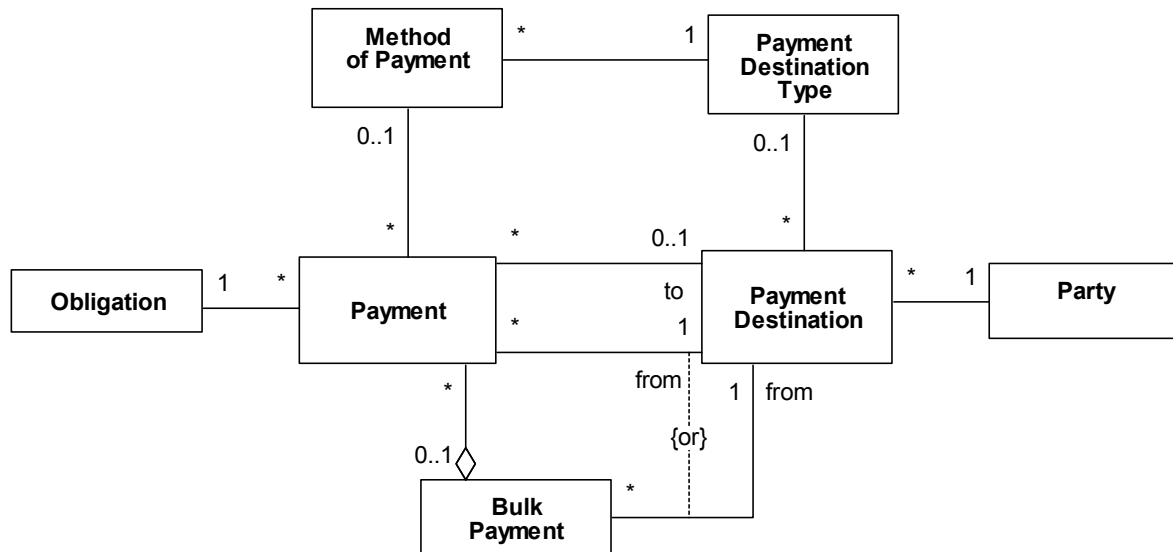 Method
of Payment
* 1
Payment
Destination
Type
0..1
0..1
*
*
*
0..1
Obligation
1 *
Payment
to
Payment
Destination
* 1
Party
* 1
from
* 1 from
{or}
0..1
*
Bulk
Payment